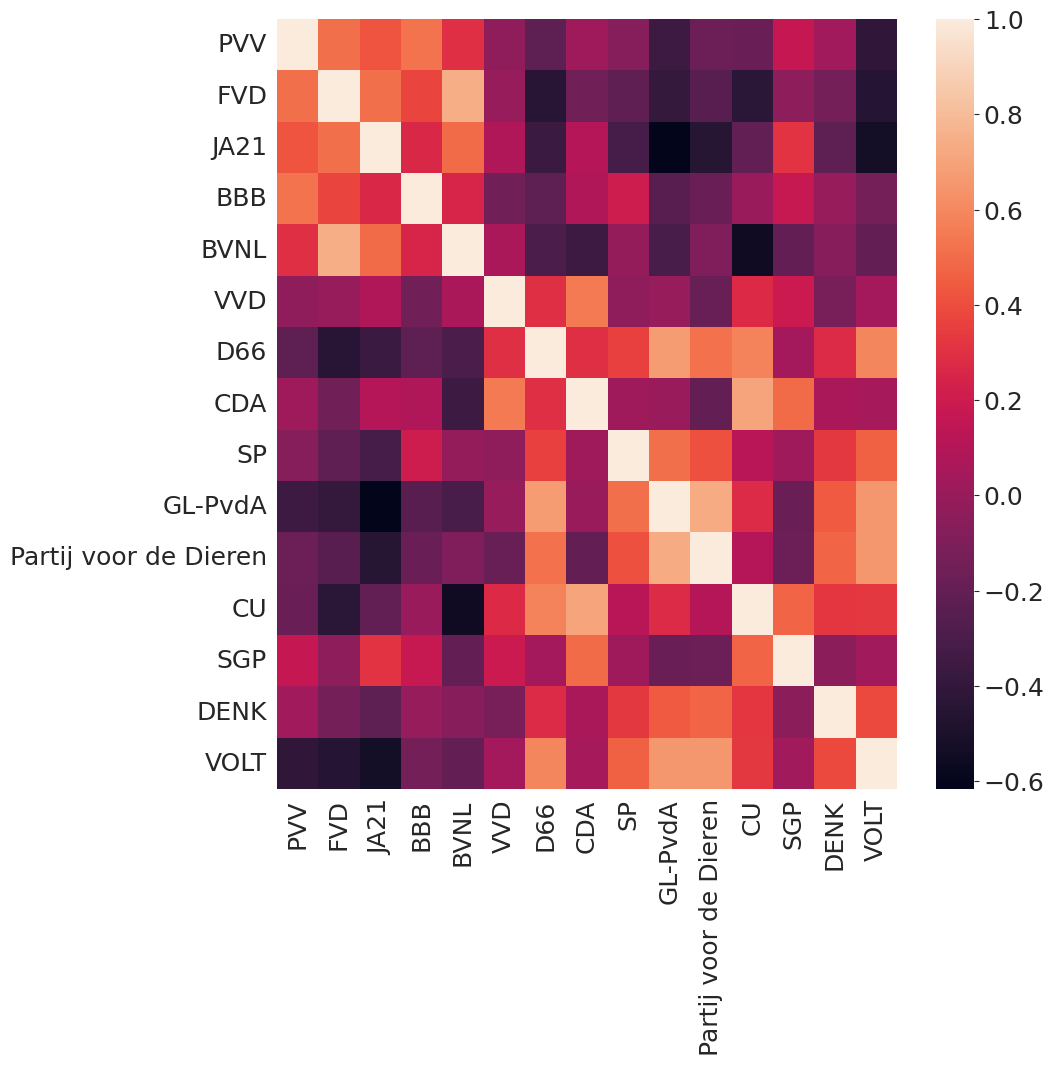 PVV
FVD
JA21
BBB
BVNL
VVD
D66
CDA
SP
GL-PvdA
Partij voor de Dieren
CU
SGP
DENK
VOLT
PVV
FVD
JA21
BBB
BVNL
VVD
D66
CDA
SP
GL-PvdA
Partij voor de Dieren
CU
SGP
DENK
VOLT
1.0
0.8
0.6
0.4
0.2
0.0
−0.2
−0.4
−0.6